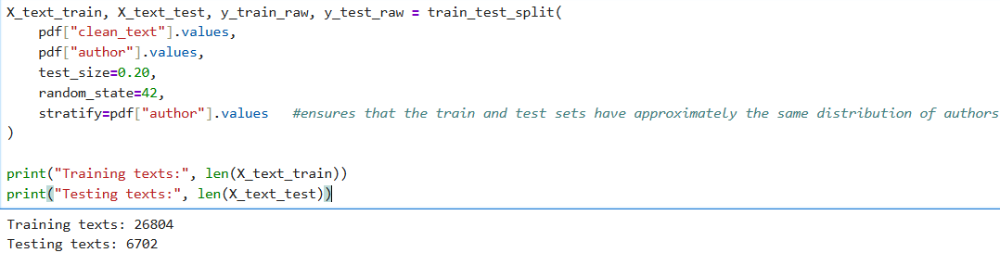 X_text_train, X_text_test, y_train_raw, y_test_raw = train_test_split(
    pdf["clean_text"].values,
    pdf["author"].values,
    test_size=0.20,
    random_state=42,
    stratify=pdf["author"].values   #ensures that the train and test sets have approximately the same distribution of authors
)

print("Training texts:", len(X_text_train))
print("Testing texts:", len(X_text_test))
Training texts: 26804
Testing texts: 6702